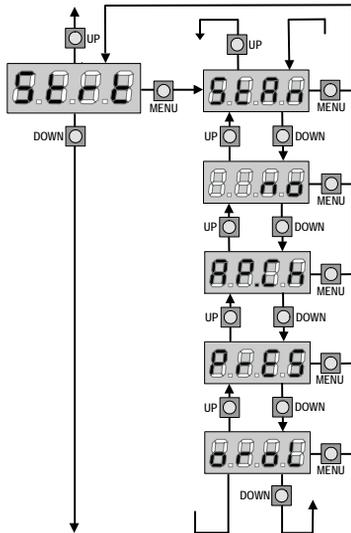 UP
UP
Strt
MENU
StAn
MENU
DOWN
UP
DOWN
no
MENU
UP
DOWN
AP.Ch
MENU
UP
DOWN
PrES
MENU
UP
DOWN
oroL
MENU
DOWN